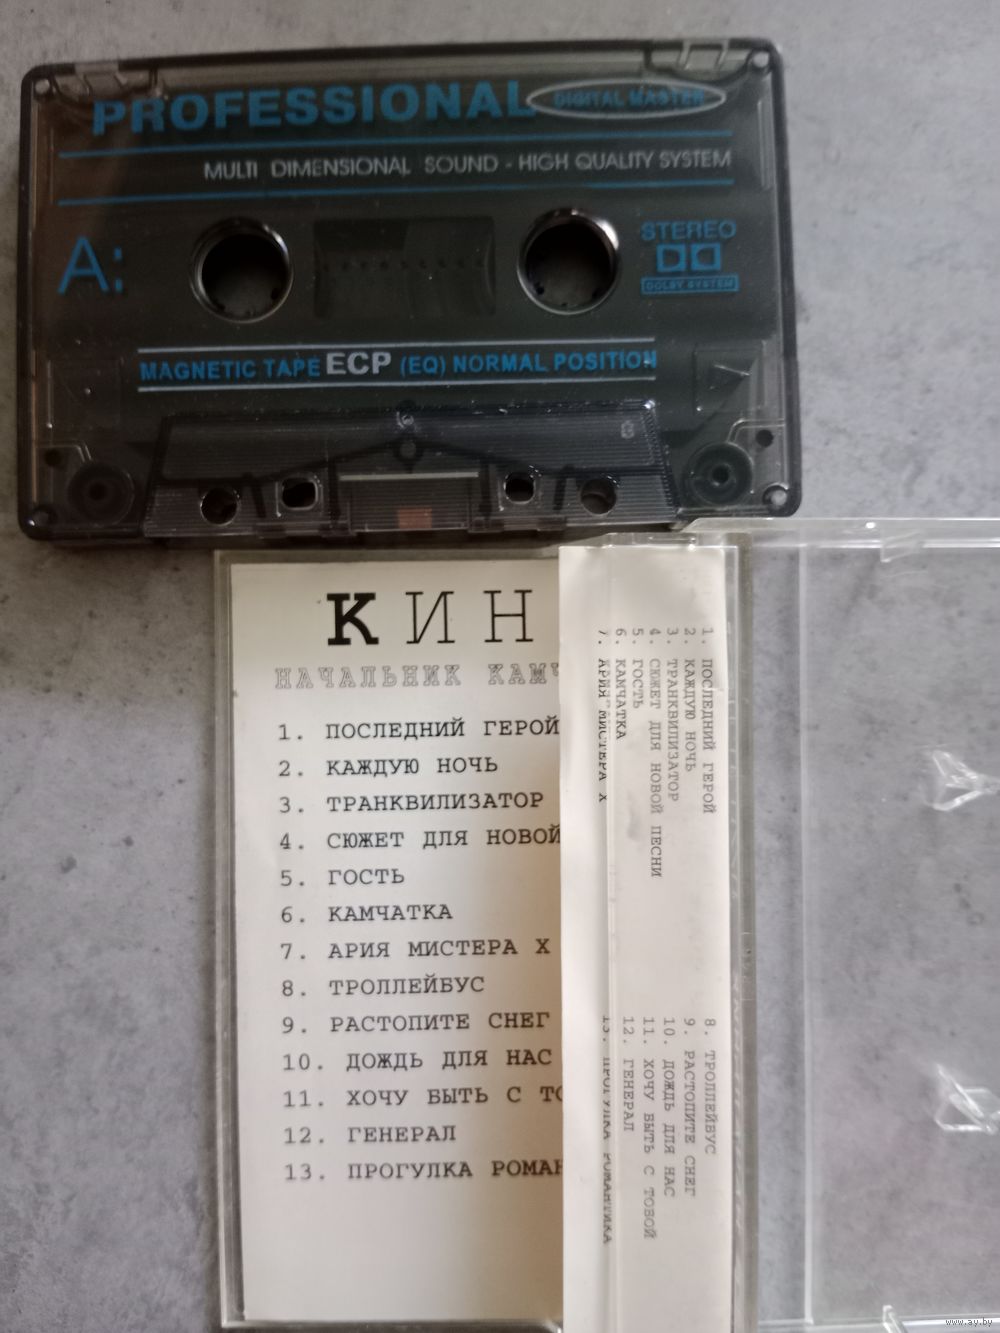 PROFESSIONAL DIGITAL MASTER
MULTI DIMENSIONAL SOUND - HIGH QUALITY SYSTEM
A:
STEREO
DOLBY SYSTEM
MAGNETIC TAPE ECP (EQ) NORMAL POSITION
6
КИН
НАЧАЛЬНИК КАМЧ
1. ПОСЛЕДНИЙ ГЕРОЙ
2. КАЖДУЮ НОЧЬ
3. ТРАНКВИЛИЗАТОР
4. СЮЖЕТ ДЛЯ НОВОЙ
5. ГОСТЬ
6. КАМЧАТКА
7. АРИЯ МИСТЕРА Х
8. ТРОЛЛЕЙБУС
9. РАСТОПИТЕ СНЕГ
10. ДОЖДЬ ДЛЯ НАС
11. ХОЧУ БЫТЬ С ТО
12. ГЕНЕРАЛ
13. ПРОГУЛКА РОМАН
1. ПОСЛЕДНИЙ ГЕРОЙ
2. КАЖДУЮ НОЧЬ
3. ТРАНКВИЛИЗАТОР
4. СЮЖЕТ ДЛЯ НОВОЙ ПЕСНИ
5. ГОСТЬ
6. КАМЧАТКА
7. АРИЯ МИСТЕРА Х
8. ТРОЛЛЕЙБУС
9. РАСТОПИТЕ СНЕГ
10. ДОЖДЬ ДЛЯ НАС
11. ХОЧУ БЫТЬ С ТОБОЙ
12. ГЕНЕРАЛ
13. ПРОГУЛКА РОМАНТИКА
www.ay.by